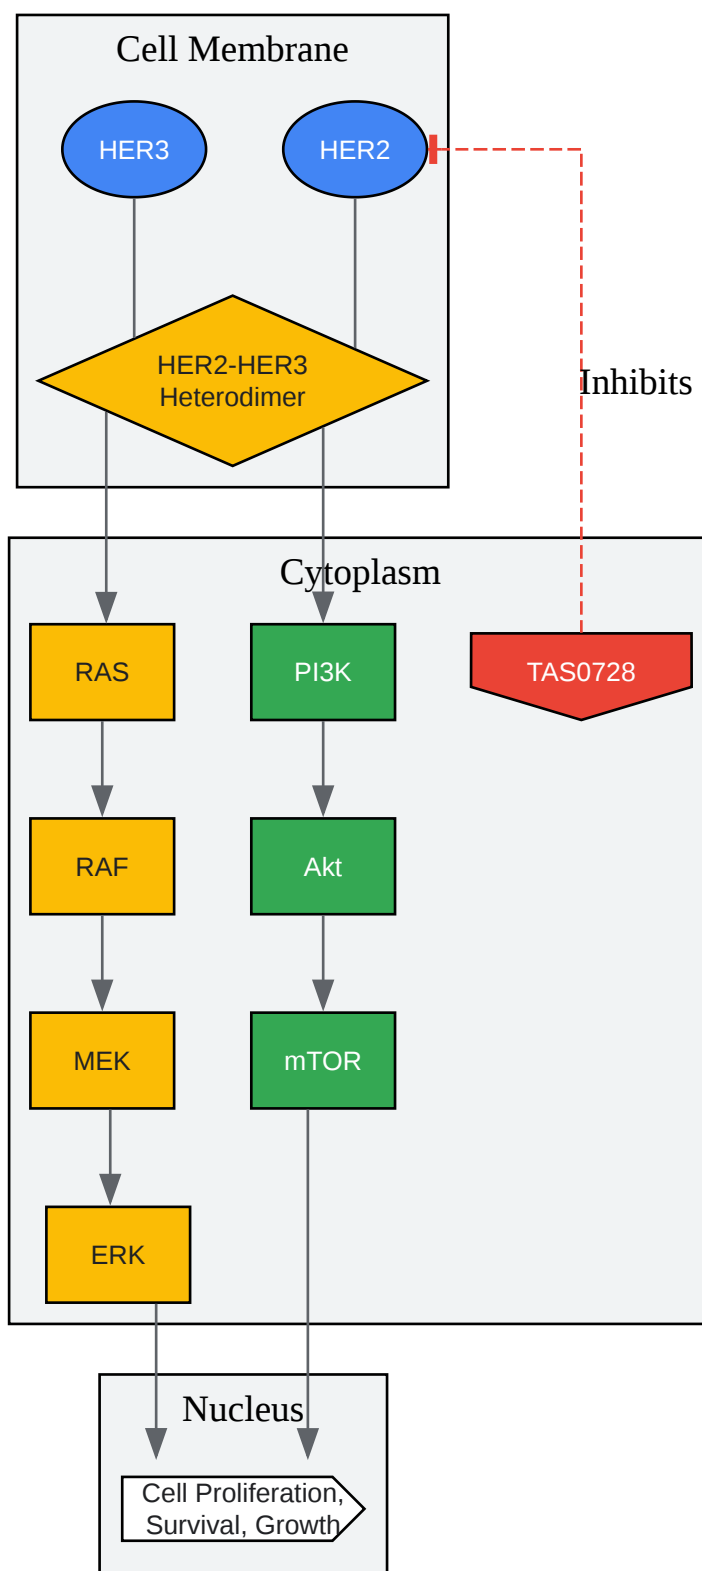 Cell Membrane
HER3
HER2
HER2-HER3
Heterodimer
Inhibits
Cytoplasm
RAS
PI3K
TAS0728
RAF
Akt
MEK
mTOR
ERK
Nucleus
Cell Proliferation,
Survival, Growth